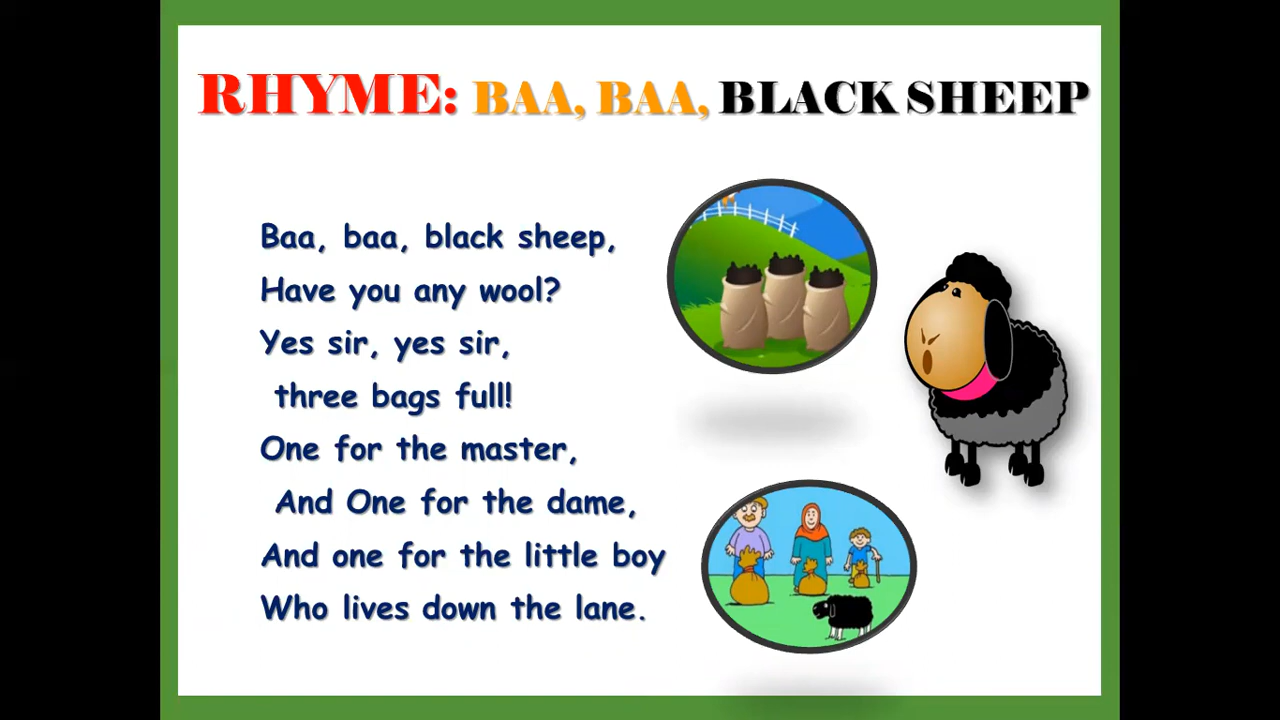 RHYME: BAA, BAA, BLACK SHEEP
Baa, baa, black sheep,
Have you any wool?
Yes sir, yes sir,
three bags full!
One for the master,
And One for the dame,
And one for the little boy
Who lives down the lane.